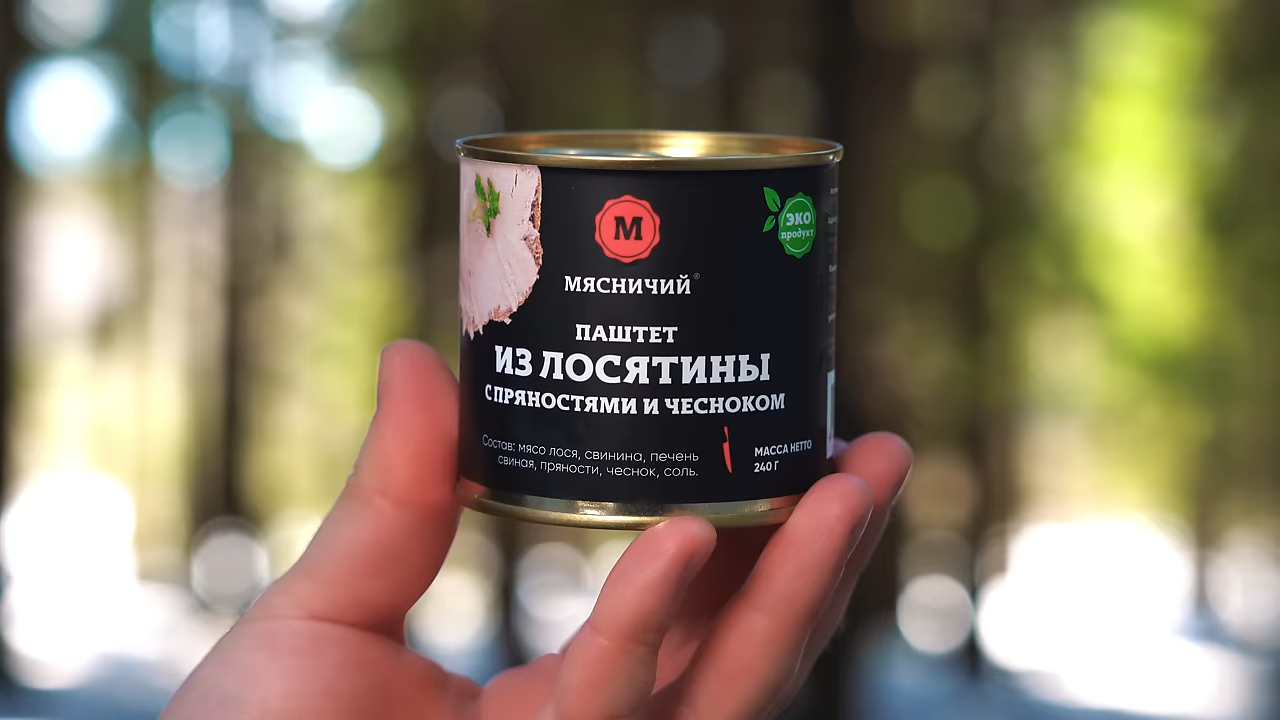 М
ЭКО
продукт
МЯСНИЧИЙ®
ПАШТЕТ
ИЗ ЛОСЯТИНЫ
С ПРЯНОСТЯМИ И ЧЕСНОКОМ
Состав: мясо лося, свинина, печень
свиная, пряности, чеснок, соль.
МАССА НЕТТО
240 Г